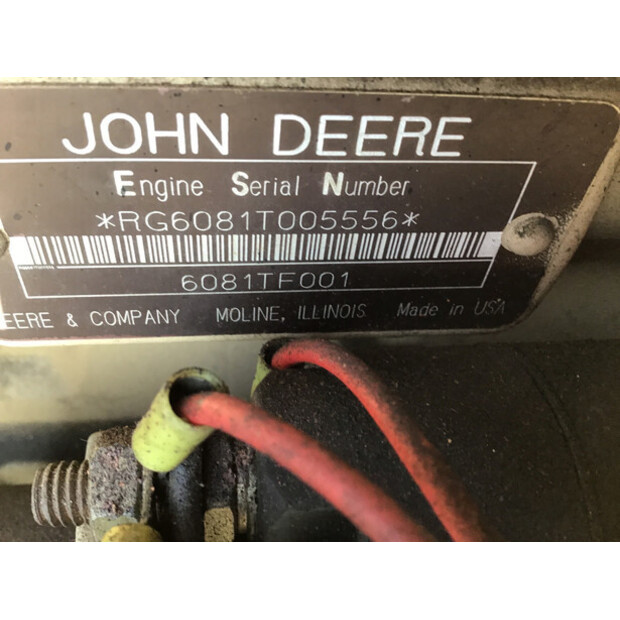 JOHN DEERE
Engine Serial Number
*RG6081T005556*
6081TF001
EERE & COMPANY MOLINE, ILLINOIS Made in USA